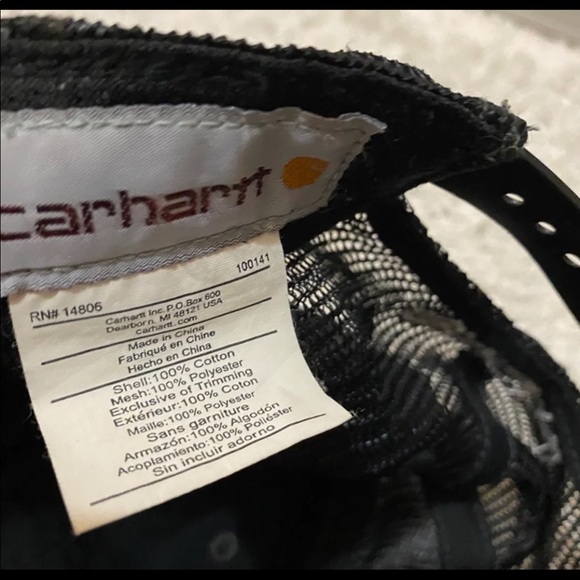 carhartt
RN# 14806 100141
Carhartt Inc.P.O.Box 600
Dearborn, MI 48121 USA
Carhartt.com
Made in China
Fabriqué en Chine
Hecho en China
Shell:100% Cotton
Mesh:100% Polyester
Exclusive of Trimming
Extérieur:100% Coton
Maille:100% Polyester
Sans garniture
Armazón:100% Algodón
Acoplamiento:100% Poliéster
Sin incluir adorno